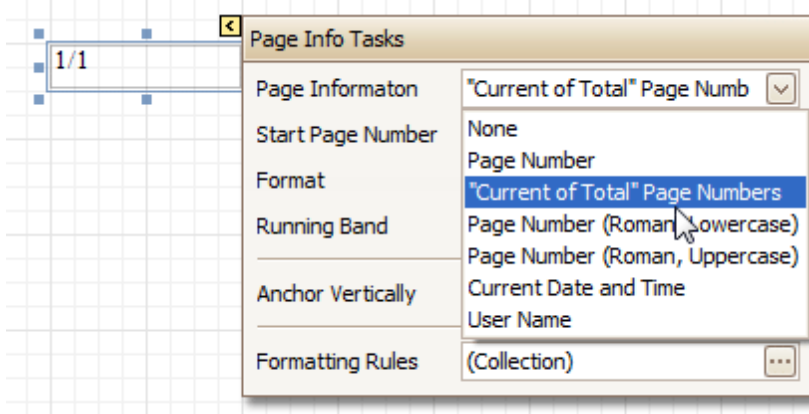 Page Info Tasks
1/1
Page Informaton
"Current of Total" Page Numb
Start Page Number
Format
Running Band
Anchor Vertically
None
Page Number
"Current of Total" Page Numbers
Page Number (Roman, Lowercase)
Page Number (Roman, Uppercase)
Current Date and Time
User Name
Formatting Rules
(Collection)